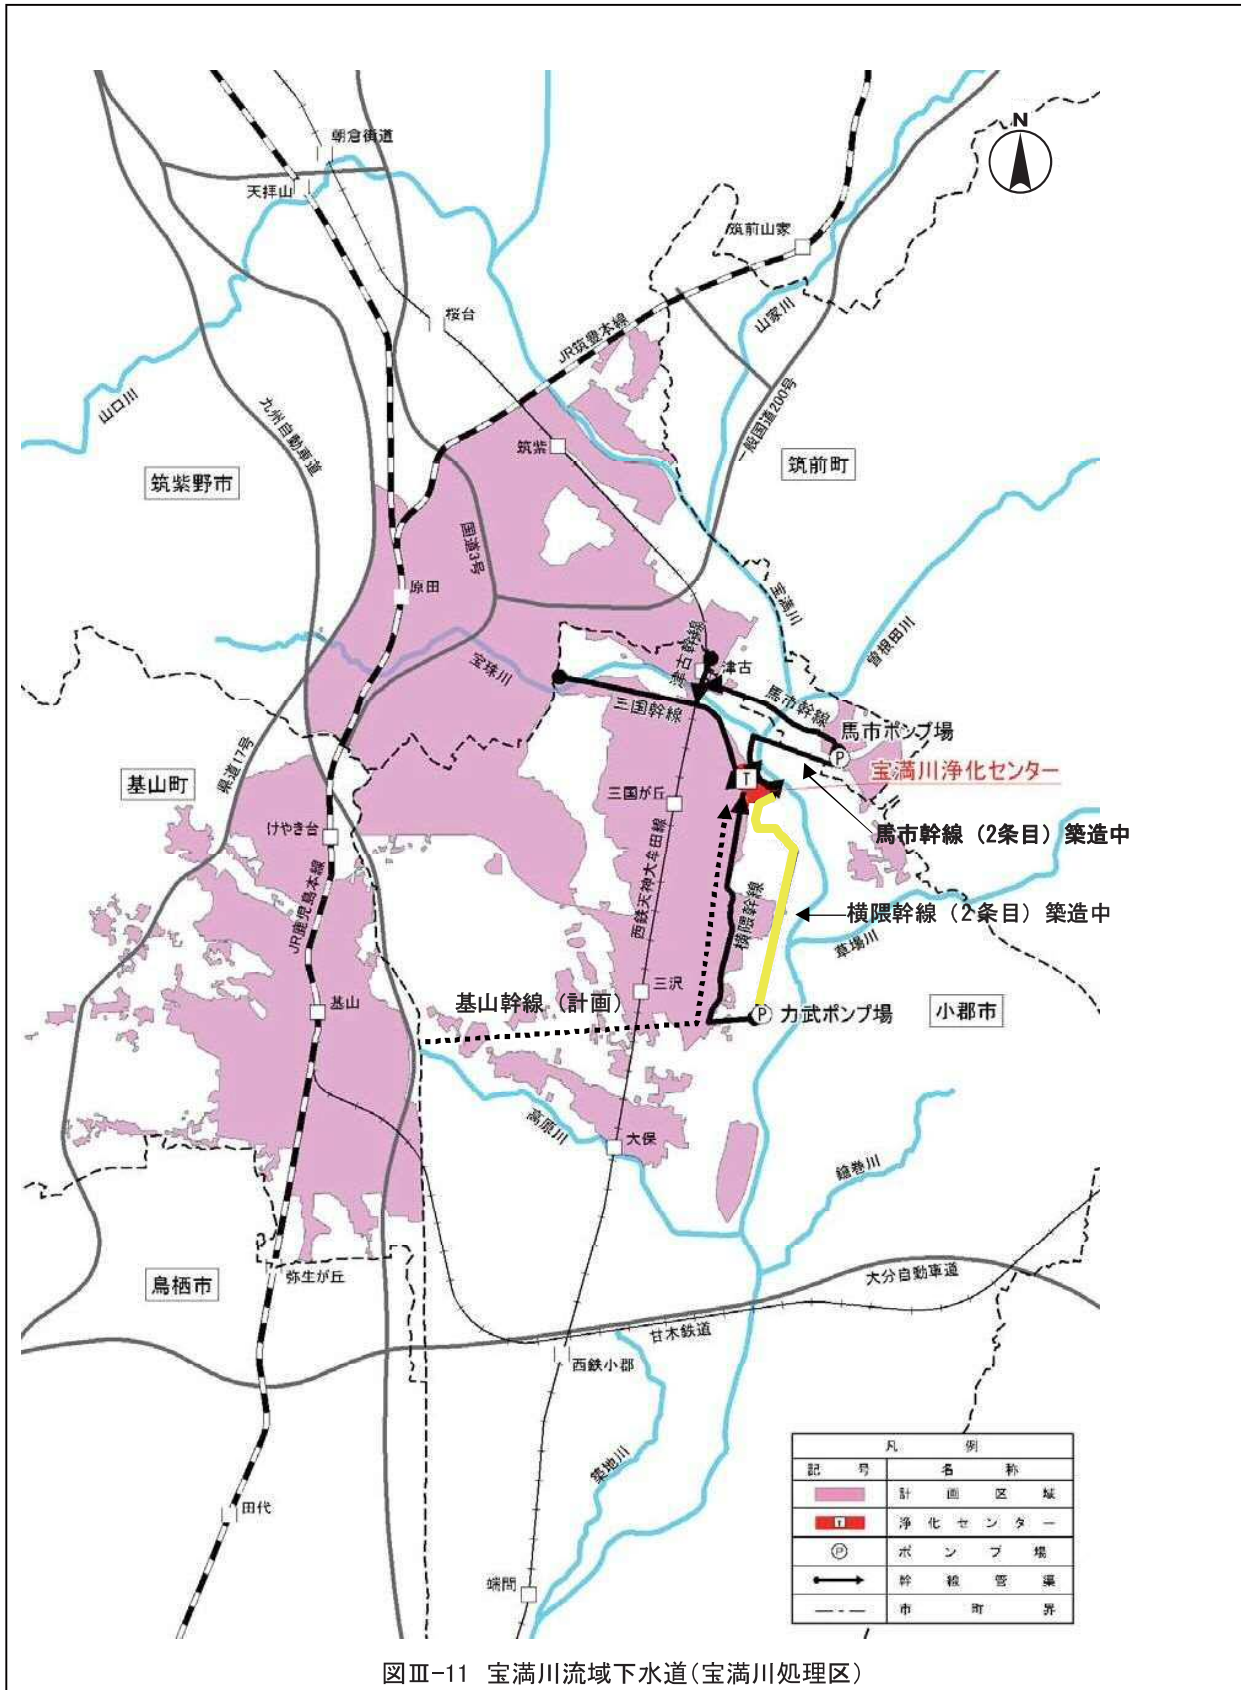 N
朝倉街道
天拝山
筑前山家
山家川
桜台
JR筑豊本線
山口川
九州自動車道
一般国道200号
筑紫
筑紫野市
筑前町
国道3号
原田
宝満川
曽根田川
宝珠川
津古幹線
津古
三国幹線
馬市幹線
馬市ポンプ場
P
宝満川浄化センター
T
県道17号
基山町
三国が丘
けやき台
馬市幹線（2条目）築造中
西鉄天神大牟田線
JR鹿児島本線
横隈幹線
横隈幹線（2条目）築造中
草場川
三沢
基山幹線（計画）
基山
P
力武ポンプ場
小郡市
高原川
大保
鎗巻川
弥生が丘
鳥栖市
大分自動車道
甘木鉄道
西鉄小郡
築地川
田代
端間
凡例
記号 名称
計画区域
T 浄化センター
P ポンプ場
幹線管渠
市町界
図Ⅲ-11 宝満川流域下水道（宝満川処理区）